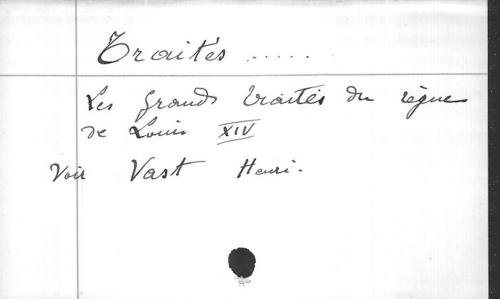 Traités ......
Les grands traités du règne
de Louis XIV
Voir Vast Henri.